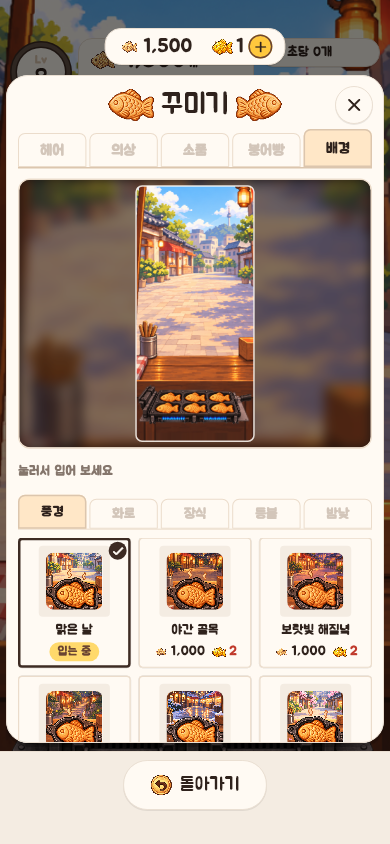 1,500 1
Lv
초당 0개
꾸미기
헤어 의상 소품 붕어빵 배경
눌러서 입어 보세요
풍경 화로 장식 등불 밤낮
맑은 날 야간 골목 보랏빛 해질녘
입는 중 1,000 2 1,000 2
돌아가기